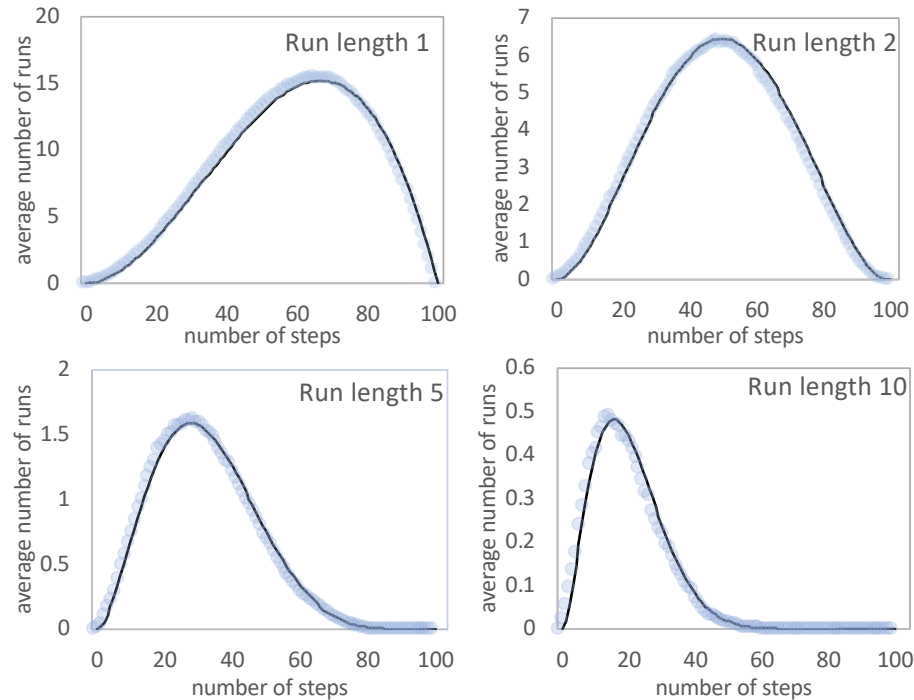 Run length 1
average number of runs
20
15
10
5
0
0 20 40 60 80 100
number of steps
Run length 2
average number of runs
7
6
5
4
3
2
1
0
0 20 40 60 80 100
number of steps
Run length 5
average number of runs
2
1.5
1
0.5
0
0 20 40 60 80 100
number of steps
Run length 10
average number of runs
0.6
0.5
0.4
0.3
0.2
0.1
0
0 20 40 60 80 100
number of steps